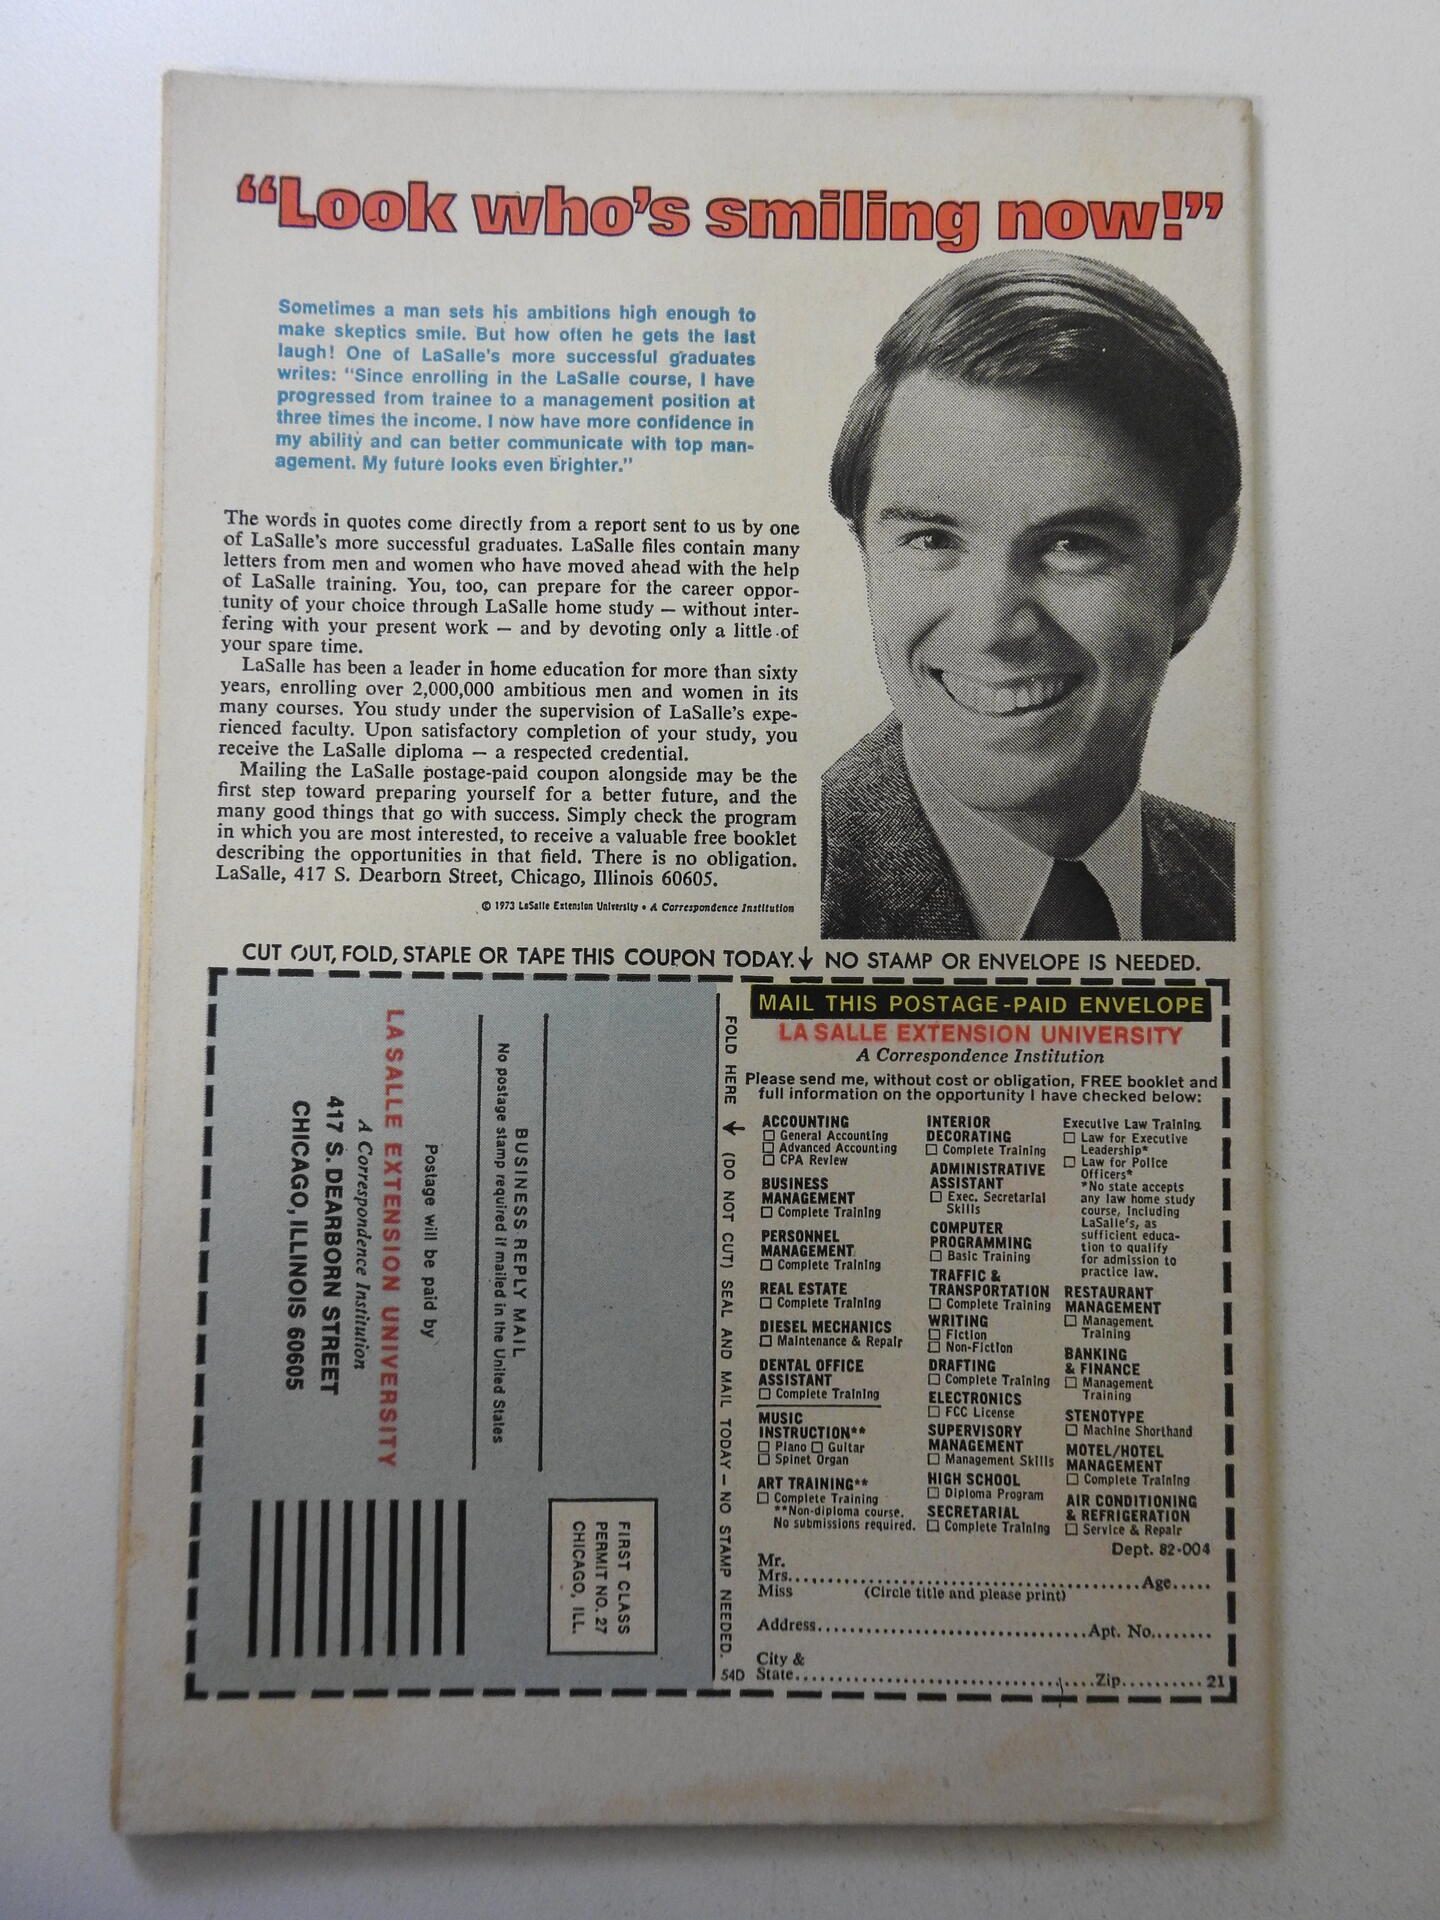 “Look who's smiling now!”
Sometimes a man sets his ambitions high enough to
make skeptics smile. But how often he gets the last
laugh! One of LaSalle's more successful graduates
writes: “Since enrolling in the LaSalle course, I have
progressed from trainee to a management position at
three times the income. I now have more confidence in
my ability and can better communicate with top man-
agement. My future looks even brighter.”
The words in quotes come directly from a report sent to us by one
of LaSalle's more successful graduates. LaSalle files contain many
letters from men and women who have moved ahead with the help
of LaSalle training. You, too, can prepare for the career oppor-
tunity of your choice through LaSalle home study — without inter-
fering with your present work — and by devoting only a little of
your spare time.
LaSalle has been a leader in home education for more than sixty
years, enrolling over 2,000,000 ambitious men and women in its
many courses. You study under the supervision of LaSalle's expe-
rienced faculty. Upon satisfactory completion of your study, you
receive the LaSalle diploma — a respected credential.
Mailing the LaSalle postage-paid coupon alongside may be the
first step toward preparing yourself for a better future, and the
many good things that go with success. Simply check the program
in which you are most interested, to receive a valuable free booklet
describing the opportunities in that field. There is no obligation.
LaSalle, 417 S. Dearborn Street, Chicago, Illinois 60605.
© 1973 LaSalle Extension University • A Correspondence Institution
CUT OUT, FOLD, STAPLE OR TAPE THIS COUPON TODAY.↓ NO STAMP OR ENVELOPE IS NEEDED.
FIRST CLASS
PERMIT NO. 27
CHICAGO, ILL.
BUSINESS REPLY MAIL
No postage stamp required if mailed in the United States
Postage will be paid by
LA SALLE EXTENSION UNIVERSITY
A Correspondence Institution
417 S. DEARBORN STREET
CHICAGO, ILLINOIS 60605
FOLD HERE → (DO NOT CUT) SEAL AND MAIL TODAY — NO STAMP NEEDED.
54D
MAIL THIS POSTAGE-PAID ENVELOPE
LA SALLE EXTENSION UNIVERSITY
A Correspondence Institution
Please send me, without cost or obligation, FREE booklet and
full information on the opportunity I have checked below:
ACCOUNTING
☐ General Accounting
☐ Advanced Accounting
☐ CPA Review
BUSINESS
MANAGEMENT
☐ Complete Training
PERSONNEL
MANAGEMENT
☐ Complete Training
REAL ESTATE
☐ Complete Training
DIESEL MECHANICS
☐ Maintenance & Repair
DENTAL OFFICE
ASSISTANT
☐ Complete Training
MUSIC
INSTRUCTION**
☐ Piano ☐ Guitar
☐ Spinet Organ
ART TRAINING**
☐ Complete Training
**Non-diploma course.
No submissions required.
INTERIOR
DECORATING
☐ Complete Training
ADMINISTRATIVE
ASSISTANT
☐ Exec. Secretarial
Skills
COMPUTER
PROGRAMMING
☐ Basic Training
TRAFFIC &
TRANSPORTATION
☐ Complete Training
WRITING
☐ Fiction
☐ Non-Fiction
DRAFTING
☐ Complete Training
ELECTRONICS
☐ FCC License
SUPERVISORY
MANAGEMENT
☐ Management Skills
HIGH SCHOOL
☐ Diploma Program
SECRETARIAL
☐ Complete Training
Executive Law Training
☐ Law for Executive
Leadership*
☐ Law for Police
Officers*
*No state accepts
any law home study
course, including
LaSalle's, as
sufficient educa-
tion to qualify
for admission to
practice law.
RESTAURANT
MANAGEMENT
☐ Management
Training
BANKING
& FINANCE
☐ Management
Training
STENOTYPE
☐ Machine Shorthand
MOTEL/HOTEL
MANAGEMENT
☐ Complete Training
AIR CONDITIONING
& REFRIGERATION
☐ Service & Repair
Dept. 82-004
Mr.
Mrs. Age
Miss (Circle title and please print)
Address Apt. No.
City &
State Zip 21